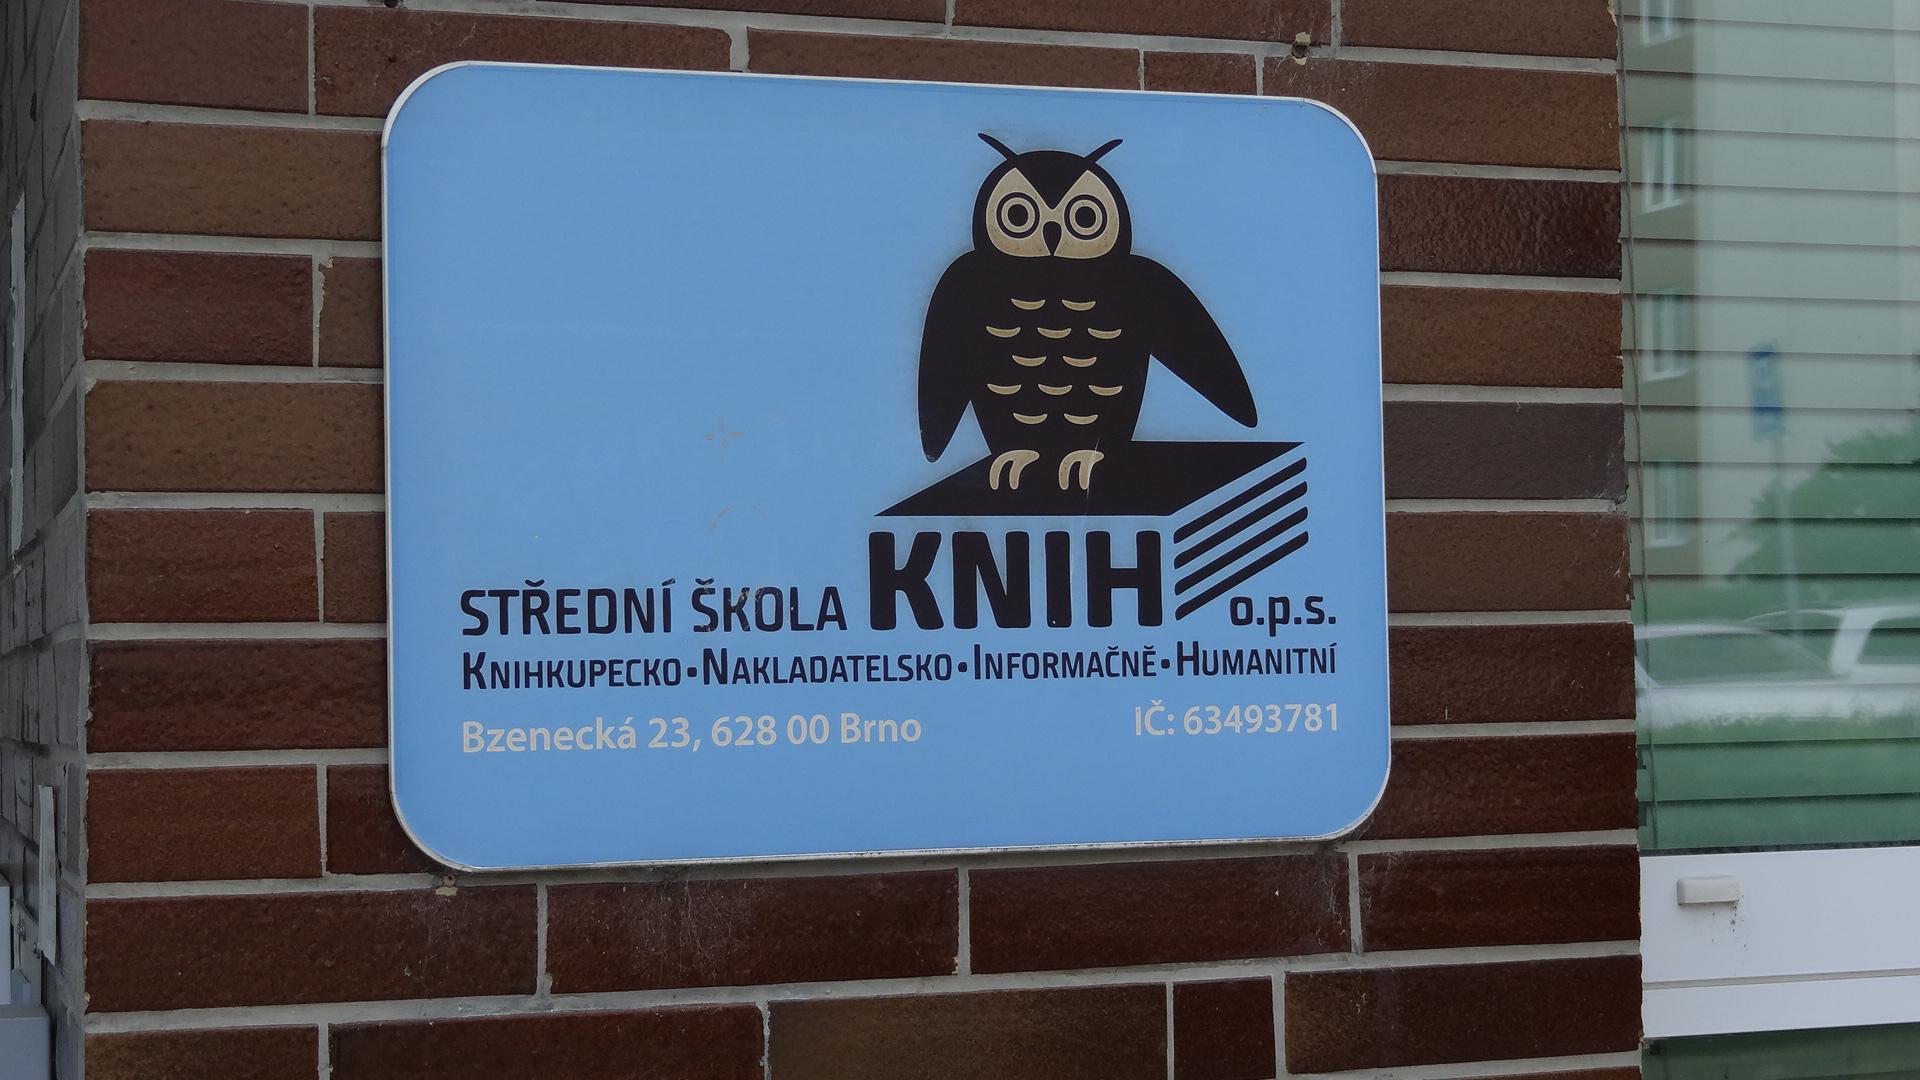 STŘEDNÍ ŠKOLA KNIH o.p.s.
KNIHKUPECKO•NAKLADATELSKO•INFORMAČNĚ•HUMANITNÍ
Bzenecká 23, 628 00 Brno IČ: 63493781